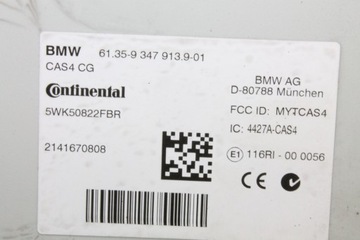 BMW 61.35-9 347 913.9-01
CAS4 CG
Continental
5WK50822FBR
2141670808
BMW AG
D-80788 München
FCC ID: MYTCAS4
IC: 4427A-CAS4
E1 116RI - 00 0056